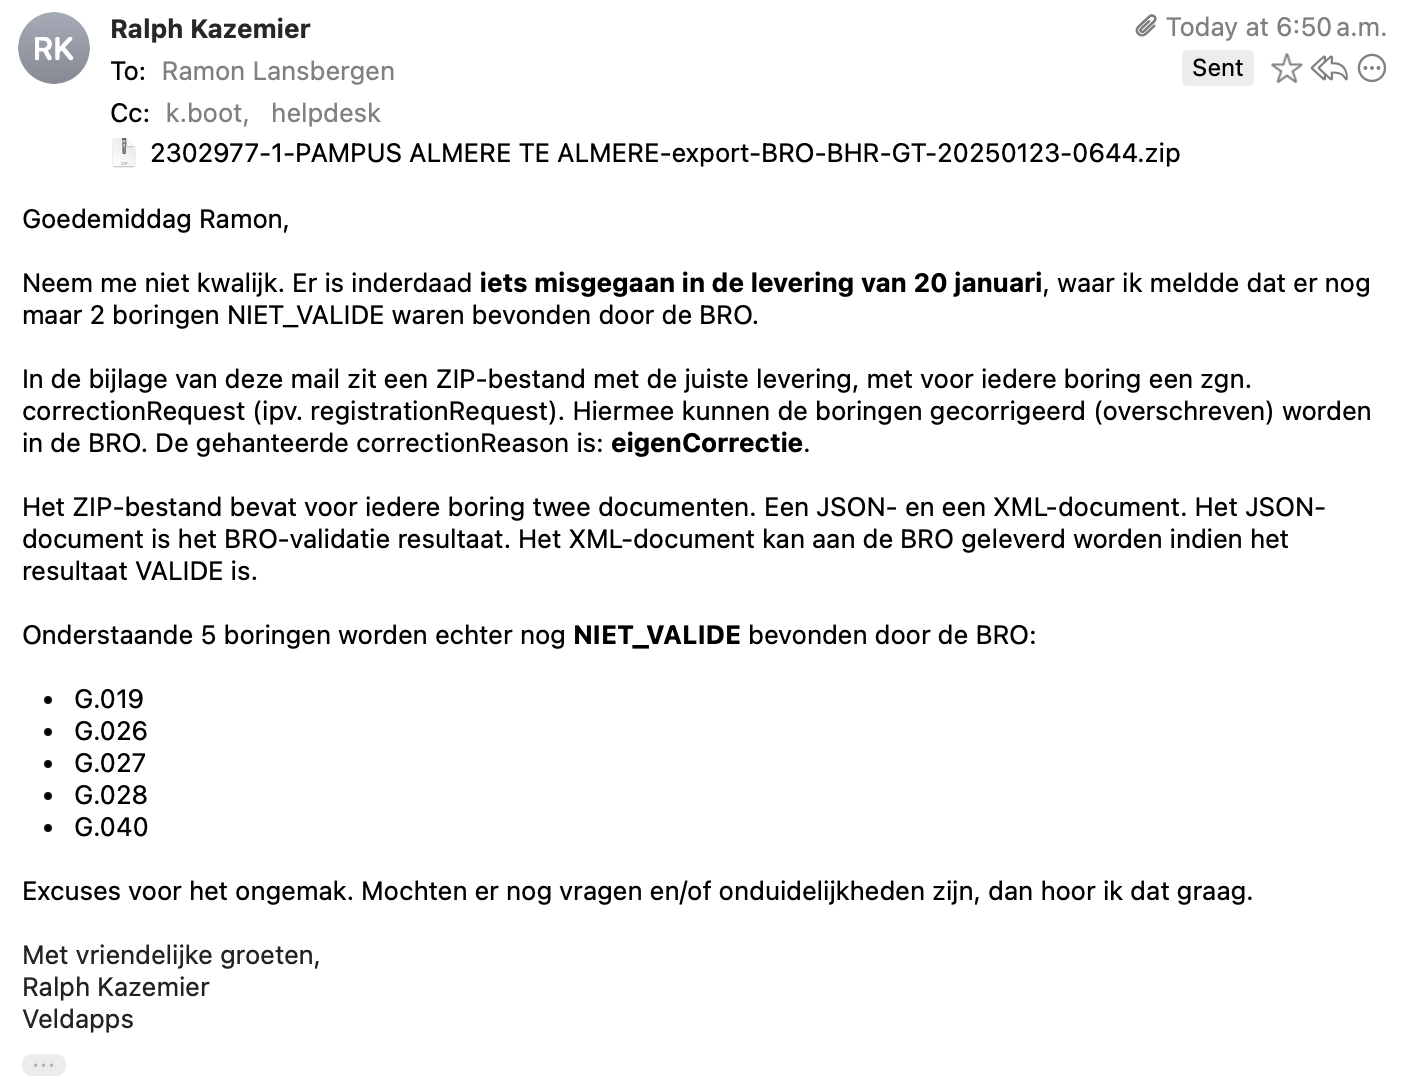 RK
Ralph Kazemier
Today at 6:50 a.m.
To: Ramon Lansbergen
Sent
Cc: k.boot, helpdesk
2302977-1-PAMPUS ALMERE TE ALMERE-export-BRO-BHR-GT-20250123-0644.zip
Goedemiddag Ramon,
Neem me niet kwalijk. Er is inderdaad iets misgegaan in de levering van 20 januari, waar ik meldde dat er nog
maar 2 boringen NIET_VALIDE waren bevonden door de BRO.
In de bijlage van deze mail zit een ZIP-bestand met de juiste levering, met voor iedere boring een zgn.
correctionRequest (ipv. registrationRequest). Hiermee kunnen de boringen gecorrigeerd (overschreven) worden
in de BRO. De gehanteerde correctionReason is: eigenCorrectie.
Het ZIP-bestand bevat voor iedere boring twee documenten. Een JSON- en een XML-document. Het JSON-
document is het BRO-validatie resultaat. Het XML-document kan aan de BRO geleverd worden indien het
resultaat VALIDE is.
Onderstaande 5 boringen worden echter nog NIET_VALIDE bevonden door de BRO:
• G.019
• G.026
• G.027
• G.028
• G.040
Excuses voor het ongemak. Mochten er nog vragen en/of onduidelijkheden zijn, dan hoor ik dat graag.
Met vriendelijke groeten,
Ralph Kazemier
Veldapps